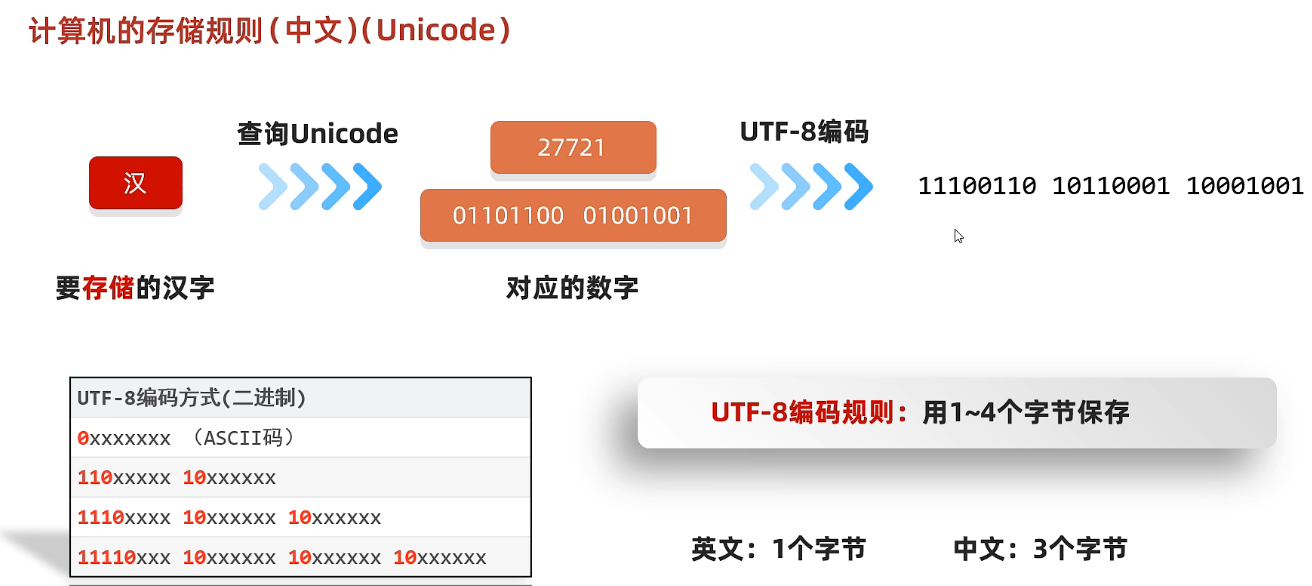 计算机的存储规则(中文)(Unicode)
查询Unicode
UTF-8编码
汉
27721
01101100 01001001
11100110 10110001 10001001
要存储的汉字
对应的数字
UTF-8编码方式(二进制)
0xxxxxxx (ASCII码)
110xxxxx 10xxxxxx
1110xxxx 10xxxxxx 10xxxxxx
11110xxx 10xxxxxx 10xxxxxx 10xxxxxx
UTF-8编码规则：用1~4个字节保存
英文：1个字节
中文：3个字节